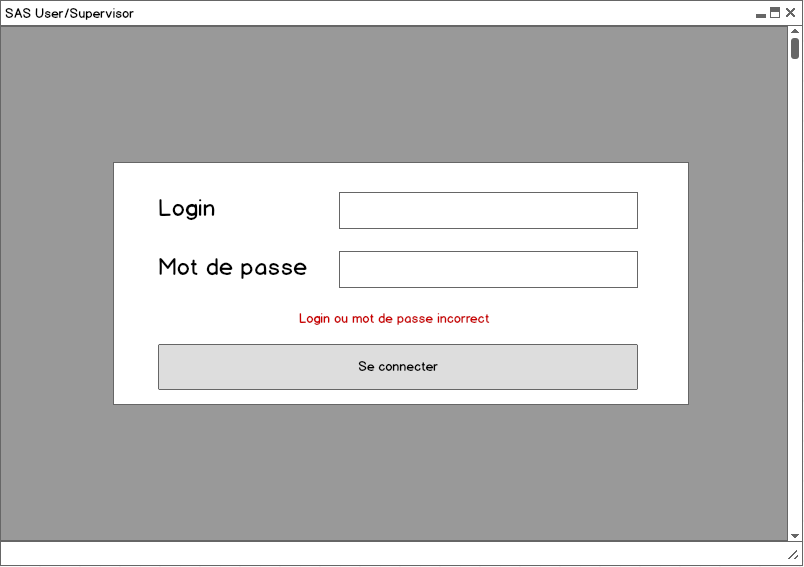 SAS User/Supervisor
Login
Mot de passe
Login ou mot de passe incorrect
Se connecter